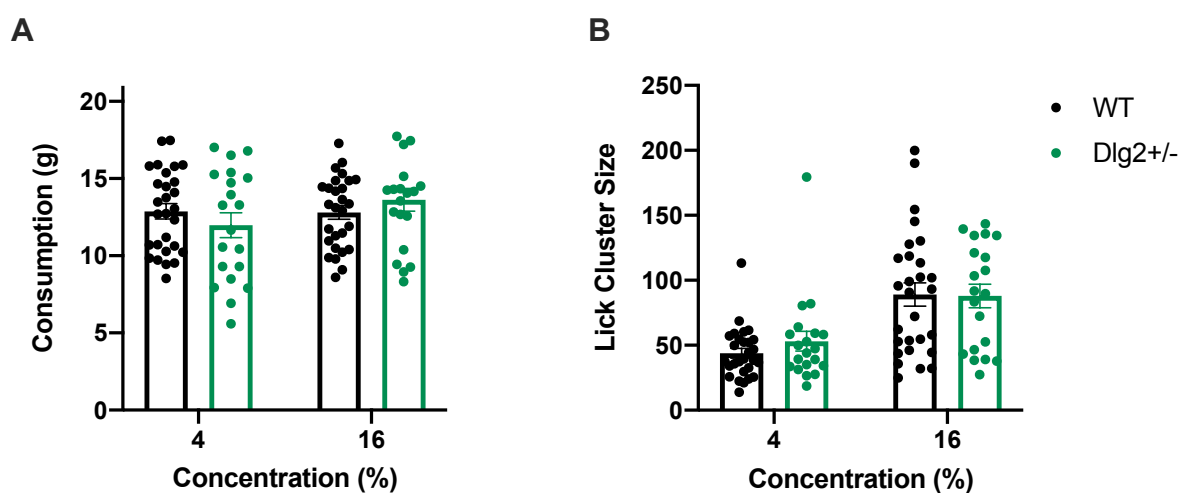 A
Consumption (g)
20
15
10
5
0
4
16
Concentration (%)
B
Lick Cluster Size
250
200
150
100
50
0
4
16
Concentration (%)
WT
Dlg2+/-